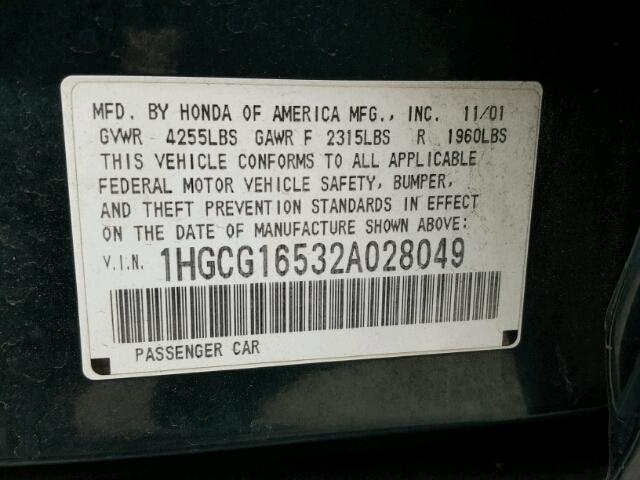 MFD. BY HONDA OF AMERICA MFG., INC. 11/01
GVWR 4255LBS GAWR F 2315LBS R 1960LBS
THIS VEHICLE CONFORMS TO ALL APPLICABLE
FEDERAL MOTOR VEHICLE SAFETY, BUMPER,
AND THEFT PREVENTION STANDARDS IN EFFECT
ON THE DATE OF MANUFACTURE SHOWN ABOVE:
V.I.N. 1HGCG16532A028049
PASSENGER CAR